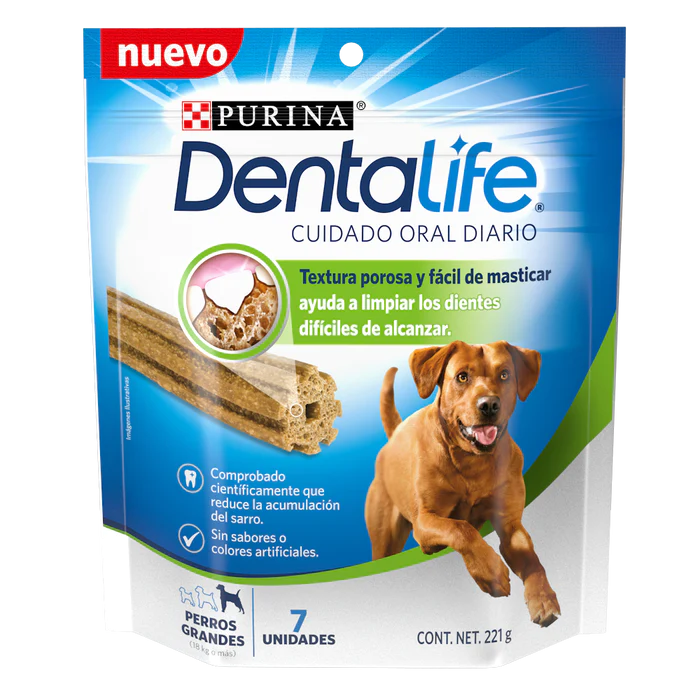 nuevo
PURINA®
Dentalife®
CUIDADO ORAL DIARIO
Textura porosa y fácil de masticar
ayuda a limpiar los dientes
difíciles de alcanzar.
Imágenes Ilustrativas
Comprobado
científicamente que
reduce la acumulación
del sarro.
Sin sabores o
colores artificiales.
PERROS
GRANDES
(18 kg o más)
7
UNIDADES
CONT. NET. 221 g